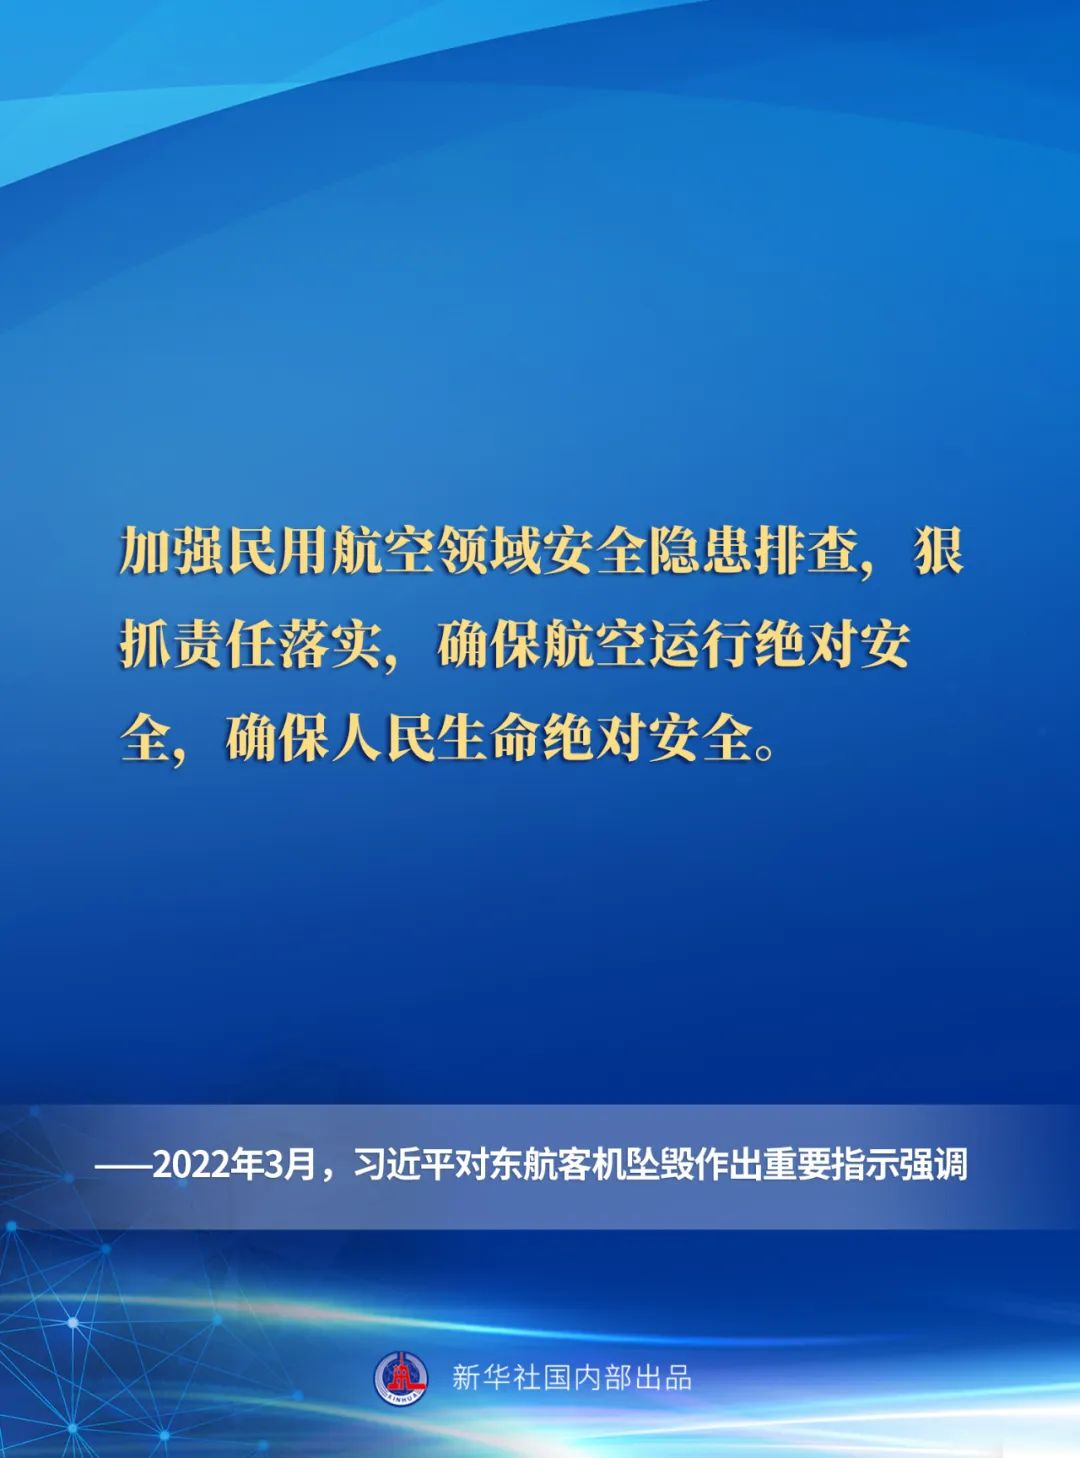 加强民用航空领域安全隐患排查，狠
抓责任落实，确保航空运行绝对安
全，确保人民生命绝对安全。
——2022年3月，习近平对东航客机坠毁作出重要指示强调
XINHUA
新华社国内部出品